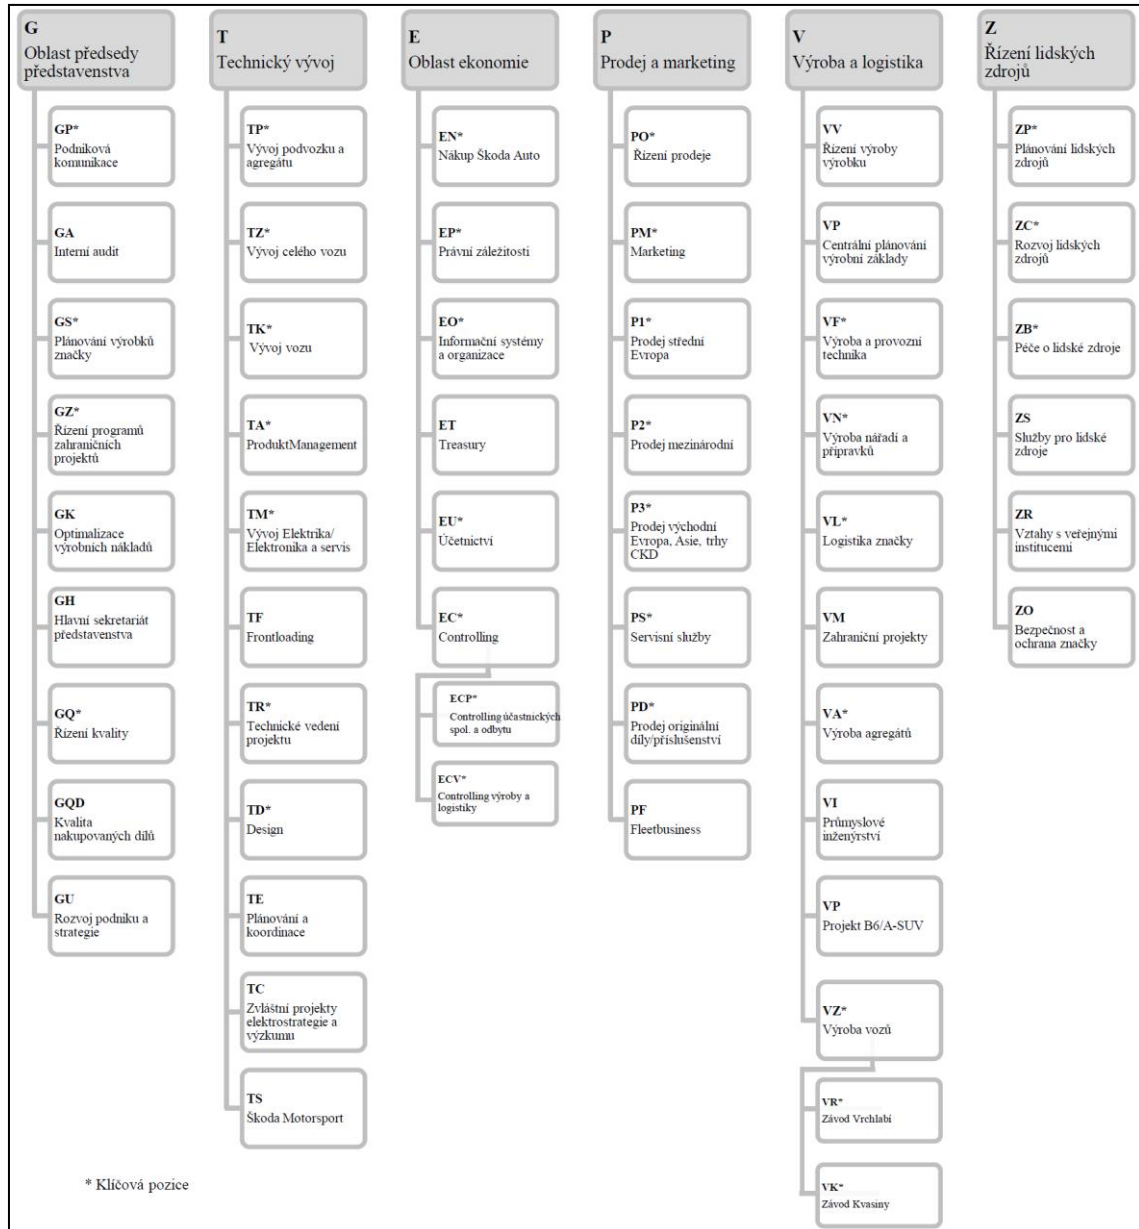 G
Oblast předsedy
představenstva
GP*
Podniková
komunikace
GA
Interní audit
GS*
Plánování výrobků
značky
GZ*
Řízení programů
zahraničních
projektů
GK
Optimalizace
výrobních nákladů
GH
Hlavní sekretariát
představenstva
GQ*
Řízení kvality
GQD
Kvalita
nakupovaných dílů
GU
Rozvoj podniku a
strategie
T
Technický vývoj
TP*
Vývoj podvozku a
agregátu
TZ*
Vývoj celého vozu
TK*
Vývoj vozu
TA*
ProduktManagement
TM*
Vývoj Elektrika/
Elektronika a servis
TF
Frontloading
TR*
Technické vedení
projektu
TD*
Design
TE
Plánování a
koordinace
TC
Zvláštní projekty
elektrostrategie a
výzkumu
TS
Škoda Motorsport
E
Oblast ekonomie
EN*
Nákup Škoda Auto
EP*
Právní záležitosti
EO*
Informační systémy
a organizace
ET
Treasury
EU*
Účetnictví
EC*
Controlling
ECP*
Controlling účastnických
spol. a odbytu
ECV*
Controlling výroby a
logistiky
P
Prodej a marketing
PO*
Řízení prodeje
PM*
Marketing
P1*
Prodej střední
Evropa
P2*
Prodej mezinárodní
P3*
Prodej východní
Evropa, Asie, trhy
CKD
PS*
Servisní služby
PD*
Prodej originální
díly/příslušenství
PF
Fleetbusiness
V
Výroba a logistika
VV
Řízení výroby
výrobku
VP
Centrální plánování
výrobní základy
VF*
Výroba a provozní
technika
VN*
Výroba nářadí a
přípravků
VL*
Logistika značky
VM
Zahraniční projekty
VA*
Výroba agregátů
VI
Průmyslové
inženýrství
VP
Projekt B6/A-SUV
VZ*
Výroba vozů
VR*
Závod Vrchlabí
VK*
Závod Kvasiny
Z
Řízení lidských
zdrojů
ZP*
Plánování lidských
zdrojů
ZC*
Rozvoj lidských
zdrojů
ZB*
Péče o lidské zdroje
ZS
Služby pro lidské
zdroje
ZR
Vztahy s veřejnými
institucemi
ZO
Bezpečnost a
ochrana značky
* Klíčová pozice